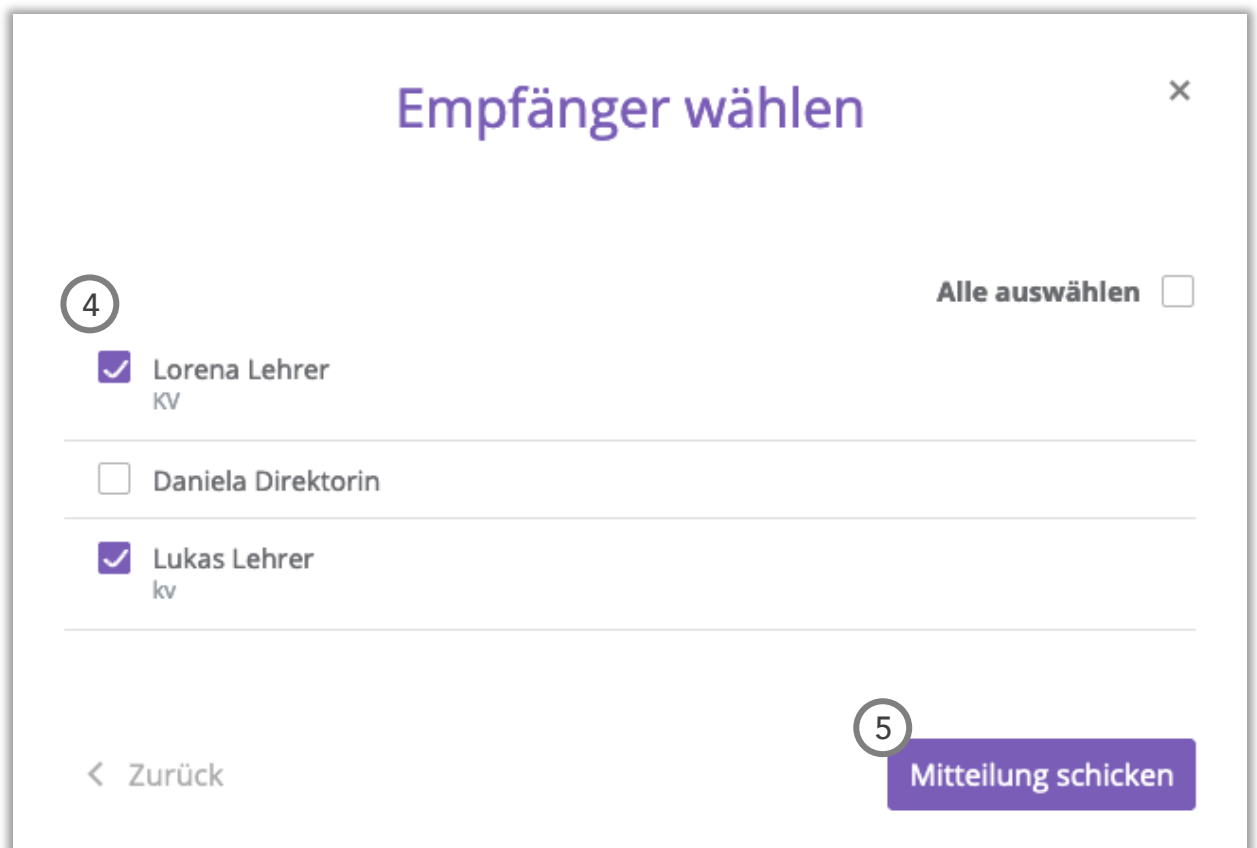 Empfänger wählen
×
Alle auswählen
4
Lorena Lehrer
KV
Daniela Direktorin
Lukas Lehrer
kv
5
Zurück
Mitteilung schicken